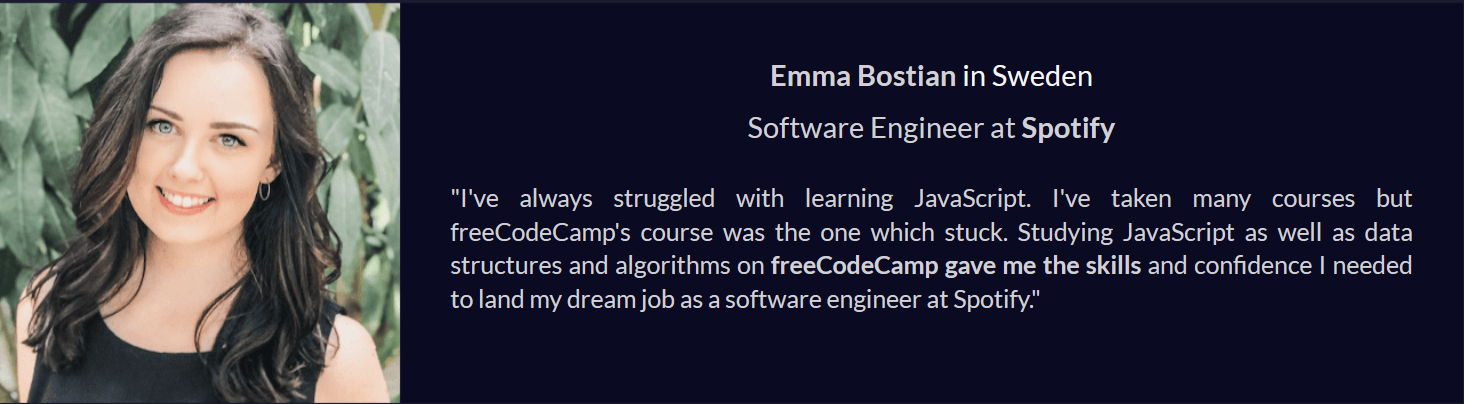 Emma Bostian in Sweden
Software Engineer at Spotify
"I've always struggled with learning JavaScript. I've taken many courses but
freeCodeCamp's course was the one which stuck. Studying JavaScript as well as data
structures and algorithms on freeCodeCamp gave me the skills and confidence I needed
to land my dream job as a software engineer at Spotify."